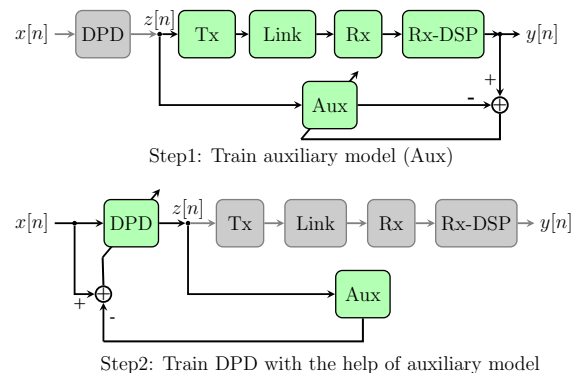 x[n] DPD z[n] Tx Link Rx Rx-DSP y[n]
+
Aux -
Step1: Train auxiliary model (Aux)
x[n] DPD z[n] Tx Link Rx Rx-DSP y[n]
+ Aux
-
Step2: Train DPD with the help of auxiliary model